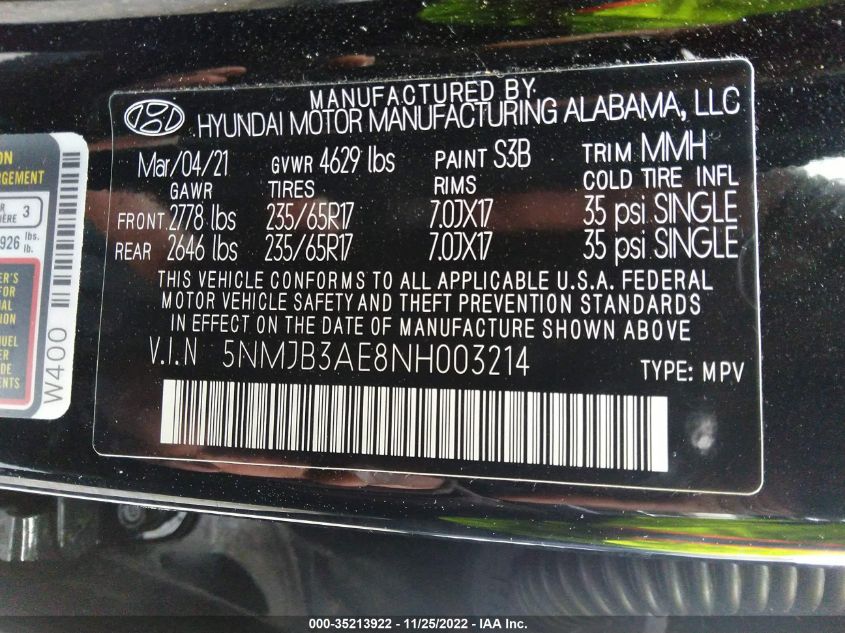 MANUFACTURED BY
HYUNDAI MOTOR MANUFACTURING ALABAMA, LLC
Mar/04/21 GVWR 4629 lbs PAINT S3B TRIM MMH
GAWR TIRES RIMS COLD TIRE INFL
FRONT 2778 lbs 235/65R17 7.0JX17 35 psi SINGLE
REAR 2646 lbs 235/65R17 7.0JX17 35 psi SINGLE
THIS VEHICLE CONFORMS TO ALL APPLICABLE U.S.A. FEDERAL
MOTOR VEHICLE SAFETY AND THEFT PREVENTION STANDARDS
IN EFFECT ON THE DATE OF MANUFACTURE SHOWN ABOVE
V.I.N 5NMJB3AE8NH003214 TYPE: MPV
3
926 lbs.
lb.
W400
000-35213922 - 11/25/2022 - IAA Inc.